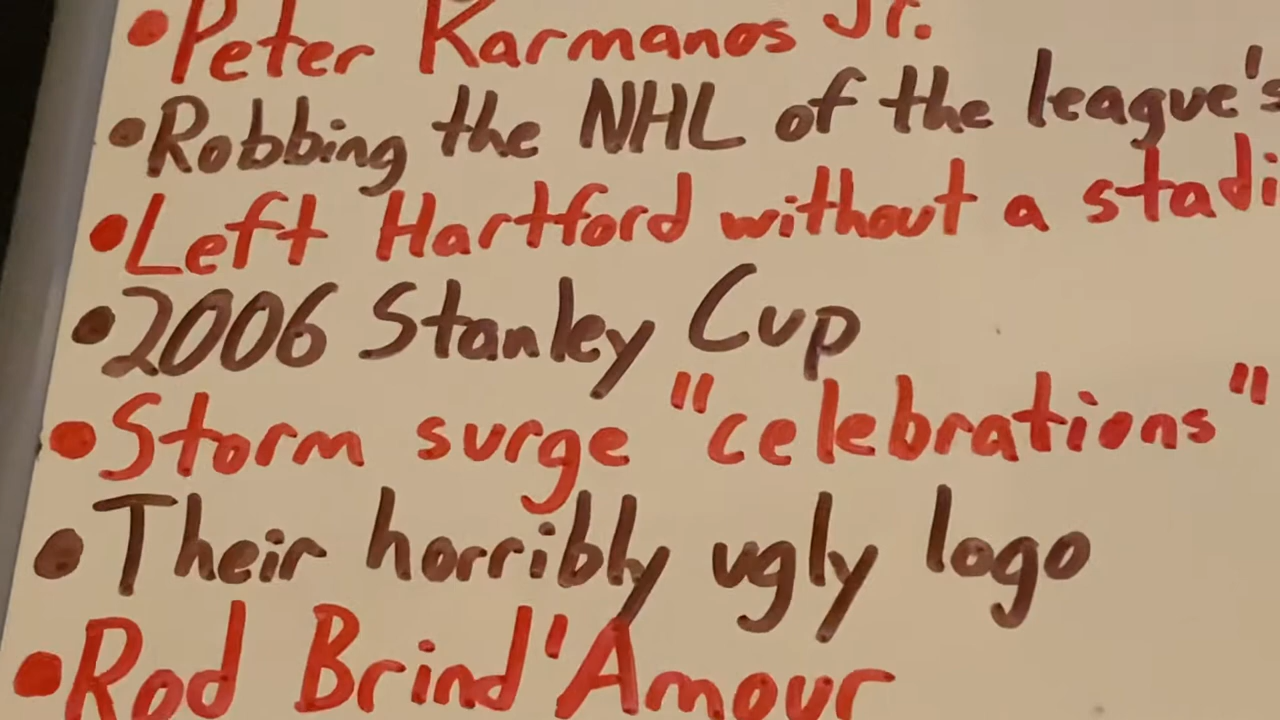 •Peter Karmanos Jr.
•Robbing the NHL of the league's
•Left Hartford without a stadi
•2006 Stanley Cup
•Storm surge "celebrations"
•Their horribly ugly logo
•Rod Brind'Amour